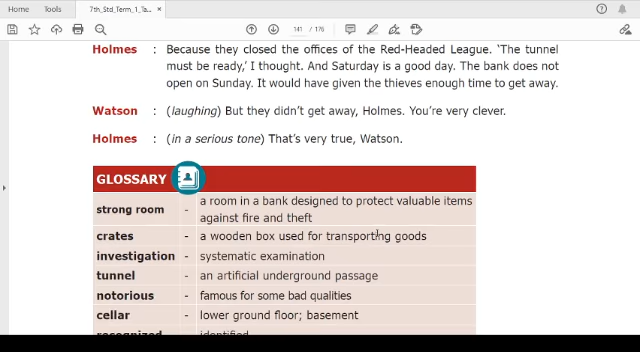 Home Tools 7th_Std_Term_1_Ta... ×
141 / 176
Holmes : Because they closed the offices of the Red-Headed League. ‘The tunnel
must be ready,’ I thought. And Saturday is a good day. The bank does not
open on Sunday. It would have given the thieves enough time to get away.
Watson : (laughing) But they didn’t get away, Holmes. You’re very clever.
Holmes : (in a serious tone) That’s very true, Watson.
GLOSSARY
strong room - a room in a bank designed to protect valuable items
against fire and theft
crates - a wooden box used for transporting goods
investigation - systematic examination
tunnel - an artificial underground passage
notorious - famous for some bad qualities
cellar - lower ground floor; basement
recognized identified